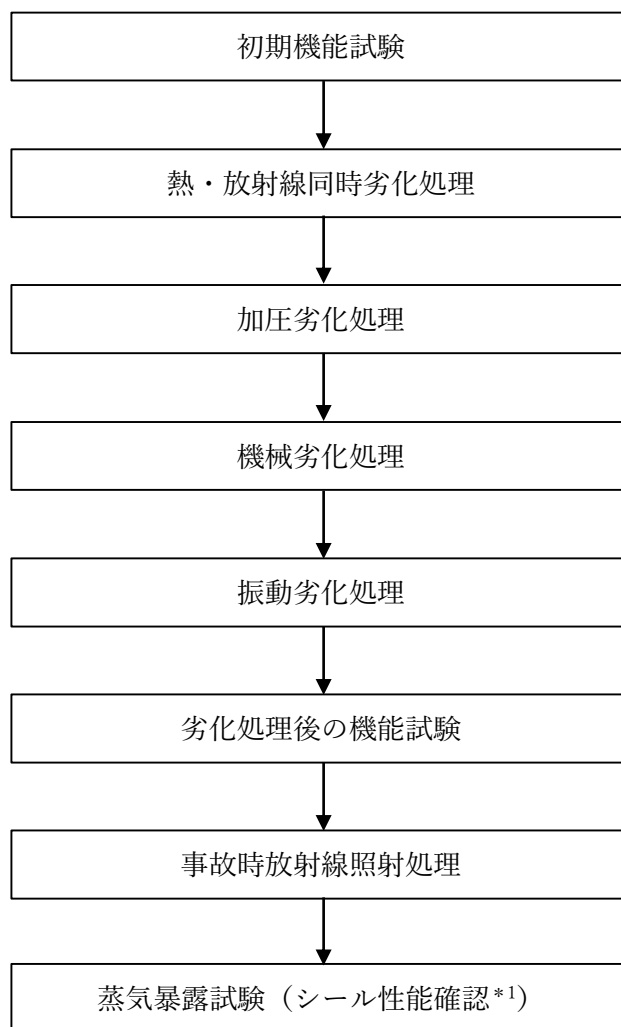 初期機能試験
熱・放射線同時劣化処理
加圧劣化処理
機械劣化処理
振動劣化処理
劣化処理後の機能試験
事故時放射線照射処理
蒸気暴露試験（シール性能確認*1）